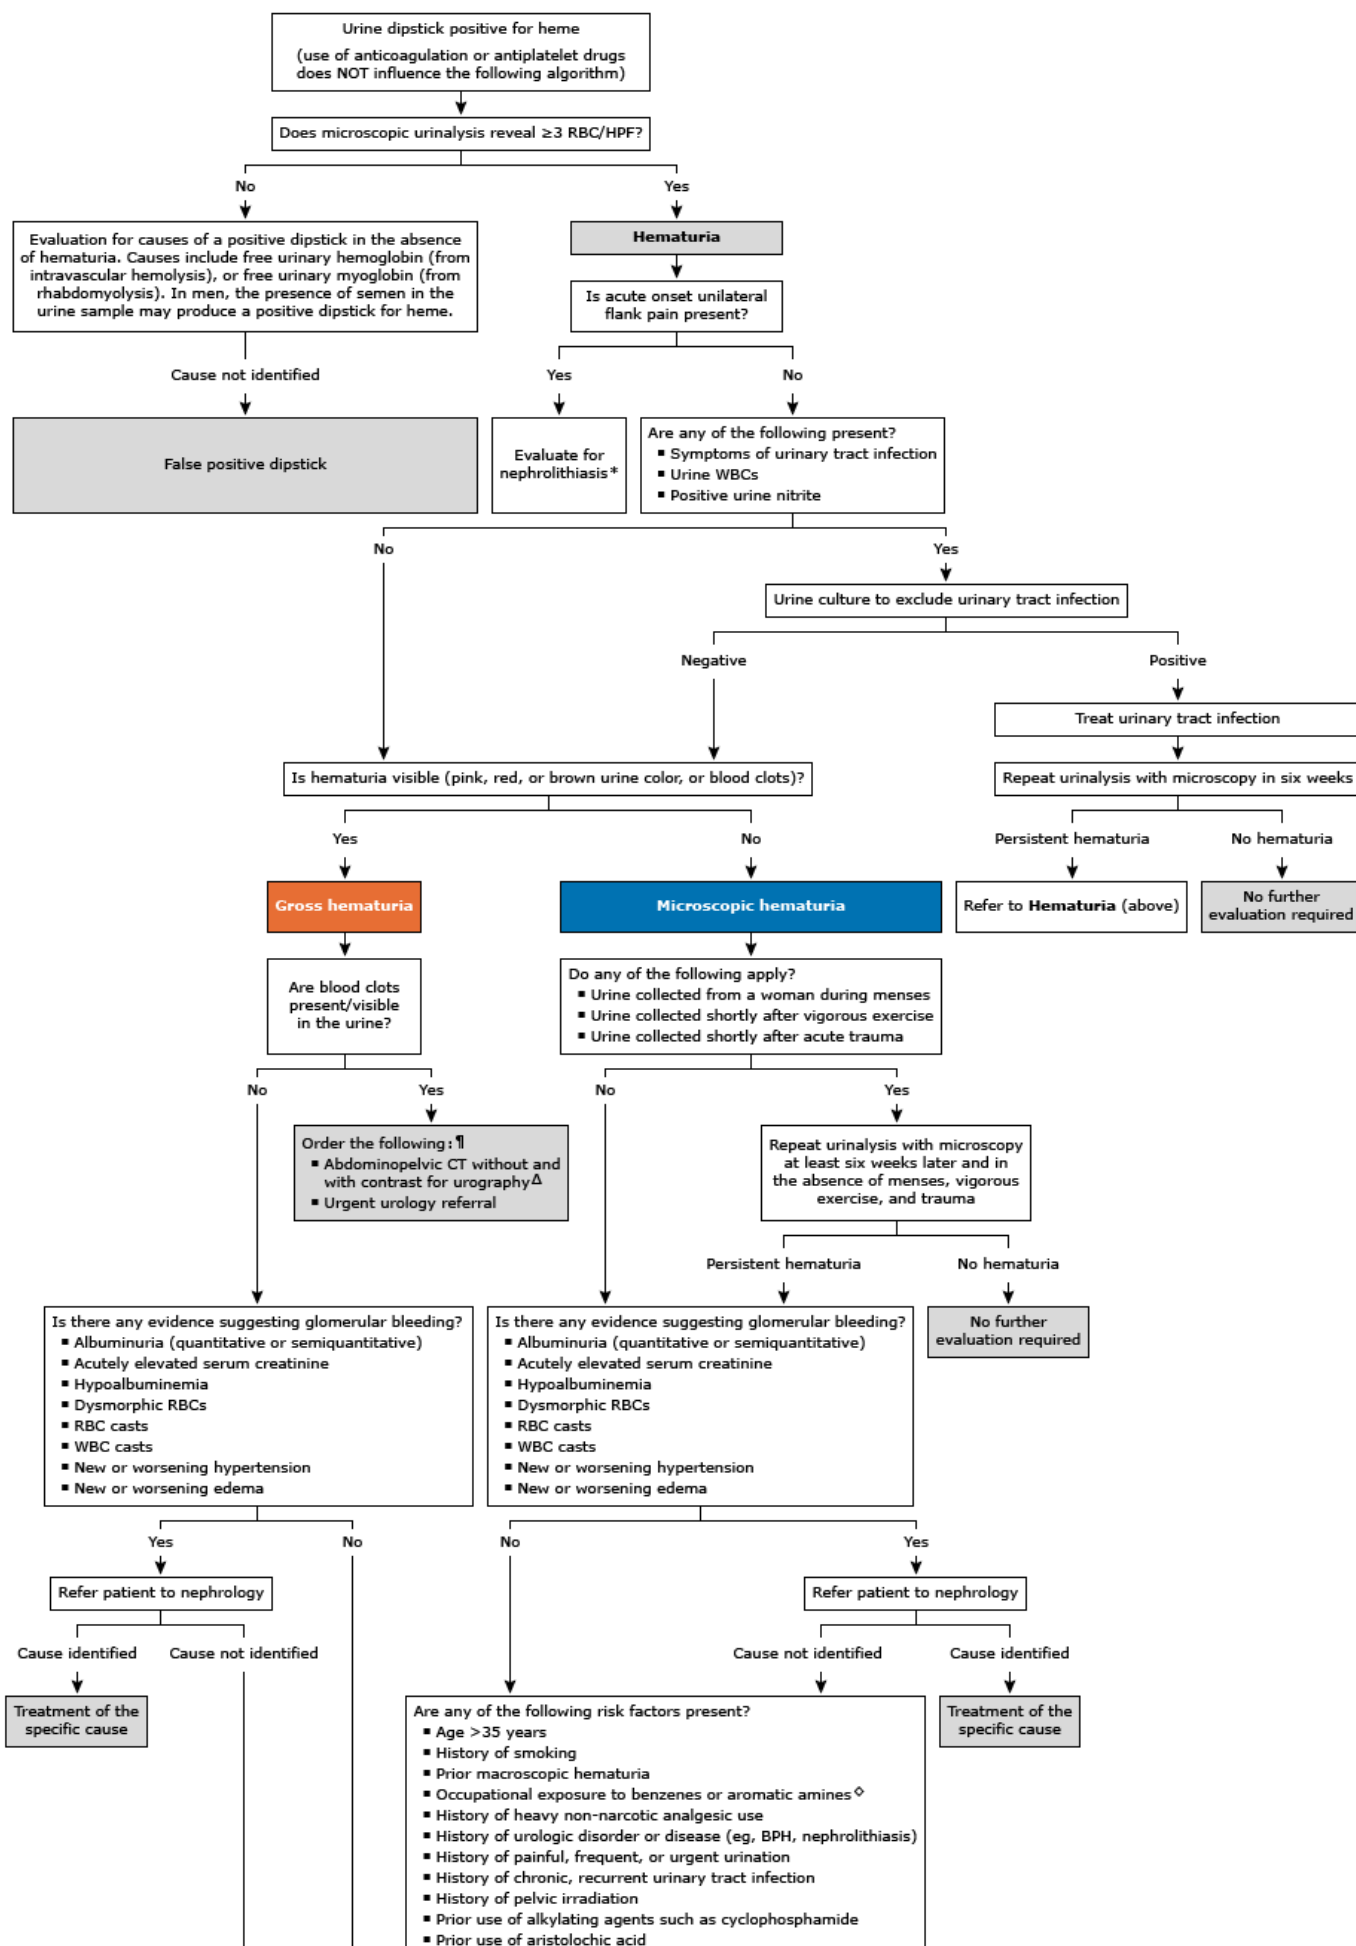 Urine dipstick positive for heme
(use of anticoagulation or antiplatelet drugs
does NOT influence the following algorithm)
Does microscopic urinalysis reveal ≥3 RBC/HPF?
No
Yes
Evaluation for causes of a positive dipstick in the absence
of hematuria. Causes include free urinary hemoglobin (from
intravascular hemolysis), or free urinary myoglobin (from
rhabdomyolysis). In men, the presence of semen in the
urine sample may produce a positive dipstick for heme.
Hematuria
Is acute onset unilateral
flank pain present?
Cause not identified
Yes
No
False positive dipstick
Evaluate for
nephrolithiasis*
Are any of the following present?
▪ Symptoms of urinary tract infection
▪ Urine WBCs
▪ Positive urine nitrite
No
Yes
Urine culture to exclude urinary tract infection
Negative
Positive
Treat urinary tract infection
Is hematuria visible (pink, red, or brown urine color, or blood clots)?
Repeat urinalysis with microscopy in six weeks
Yes
No
Persistent hematuria
No hematuria
Gross hematuria
Microscopic hematuria
Refer to Hematuria (above)
No further
evaluation required
Are blood clots
present/visible
in the urine?
Do any of the following apply?
▪ Urine collected from a woman during menses
▪ Urine collected shortly after vigorous exercise
▪ Urine collected shortly after acute trauma
No
Yes
No
Yes
Order the following:¶
▪ Abdominopelvic CT without and
with contrast for urographyΔ
▪ Urgent urology referral
Repeat urinalysis with microscopy
at least six weeks later and in
the absence of menses, vigorous
exercise, and trauma
Persistent hematuria
No hematuria
Is there any evidence suggesting glomerular bleeding?
▪ Albuminuria (quantitative or semiquantitative)
▪ Acutely elevated serum creatinine
▪ Hypoalbuminemia
▪ Dysmorphic RBCs
▪ RBC casts
▪ WBC casts
▪ New or worsening hypertension
▪ New or worsening edema
Is there any evidence suggesting glomerular bleeding?
▪ Albuminuria (quantitative or semiquantitative)
▪ Acutely elevated serum creatinine
▪ Hypoalbuminemia
▪ Dysmorphic RBCs
▪ RBC casts
▪ WBC casts
▪ New or worsening hypertension
▪ New or worsening edema
No further
evaluation required
Yes
No
No
Yes
Refer patient to nephrology
Refer patient to nephrology
Cause identified
Cause not identified
Cause not identified
Cause identified
Treatment of the
specific cause
Are any of the following risk factors present?
▪ Age >35 years
▪ History of smoking
▪ Prior macroscopic hematuria
▪ Occupational exposure to benzenes or aromatic amines◇
▪ History of heavy non-narcotic analgesic use
▪ History of urologic disorder or disease (eg, BPH, nephrolithiasis)
▪ History of painful, frequent, or urgent urination
▪ History of chronic, recurrent urinary tract infection
▪ History of pelvic irradiation
▪ Prior use of alkylating agents such as cyclophosphamide
▪ Prior use of aristolochic acid
Treatment of the
specific cause